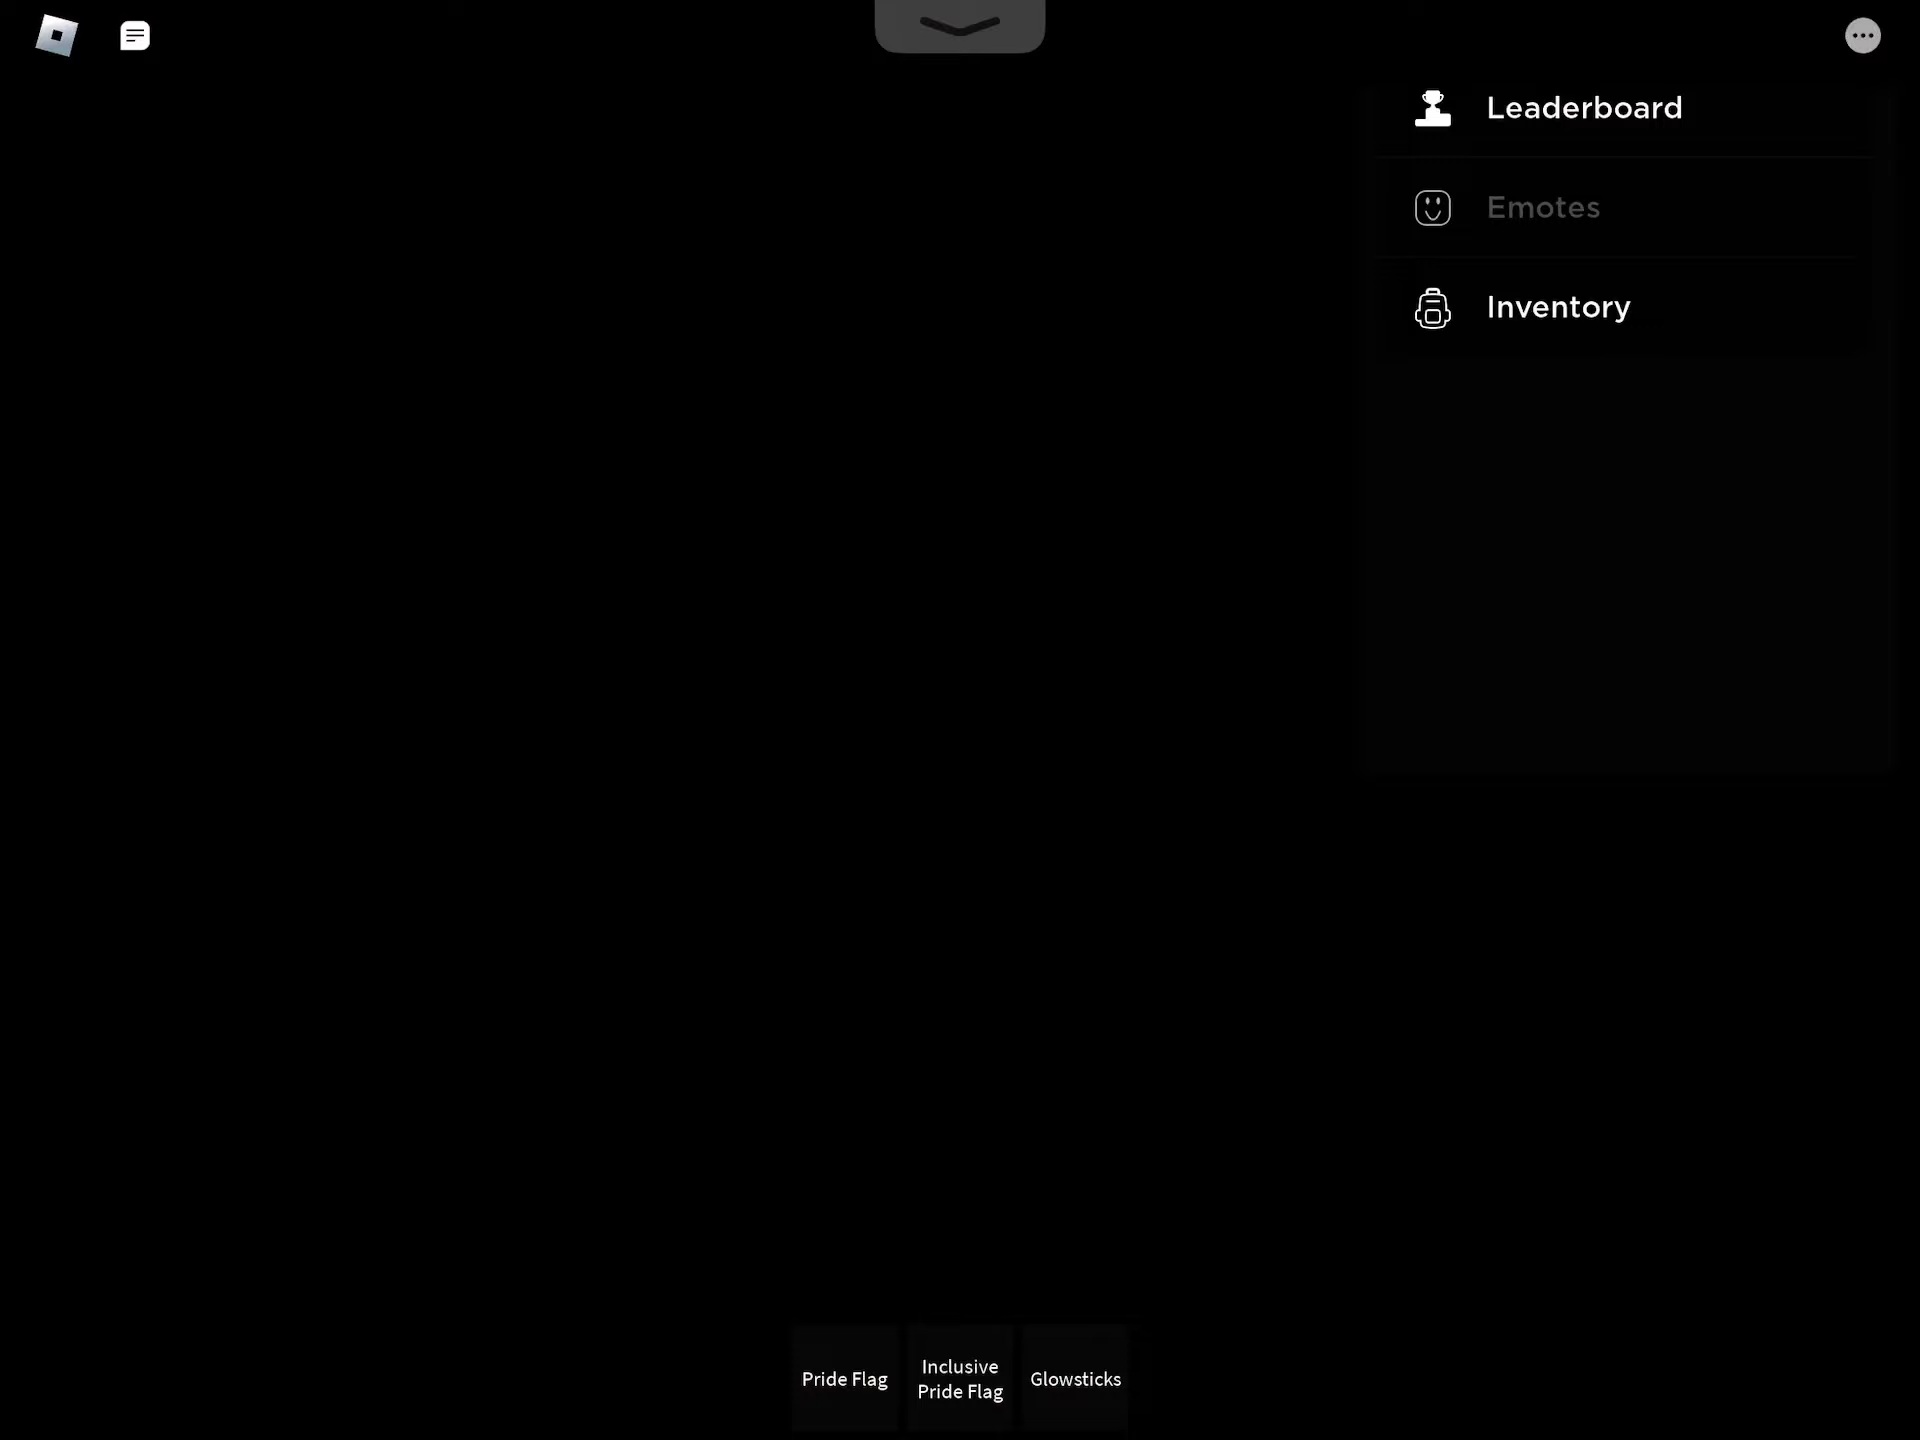 Leaderboard
Emotes
Inventory
Pride Flag
Inclusive
Pride Flag
Glowsticks